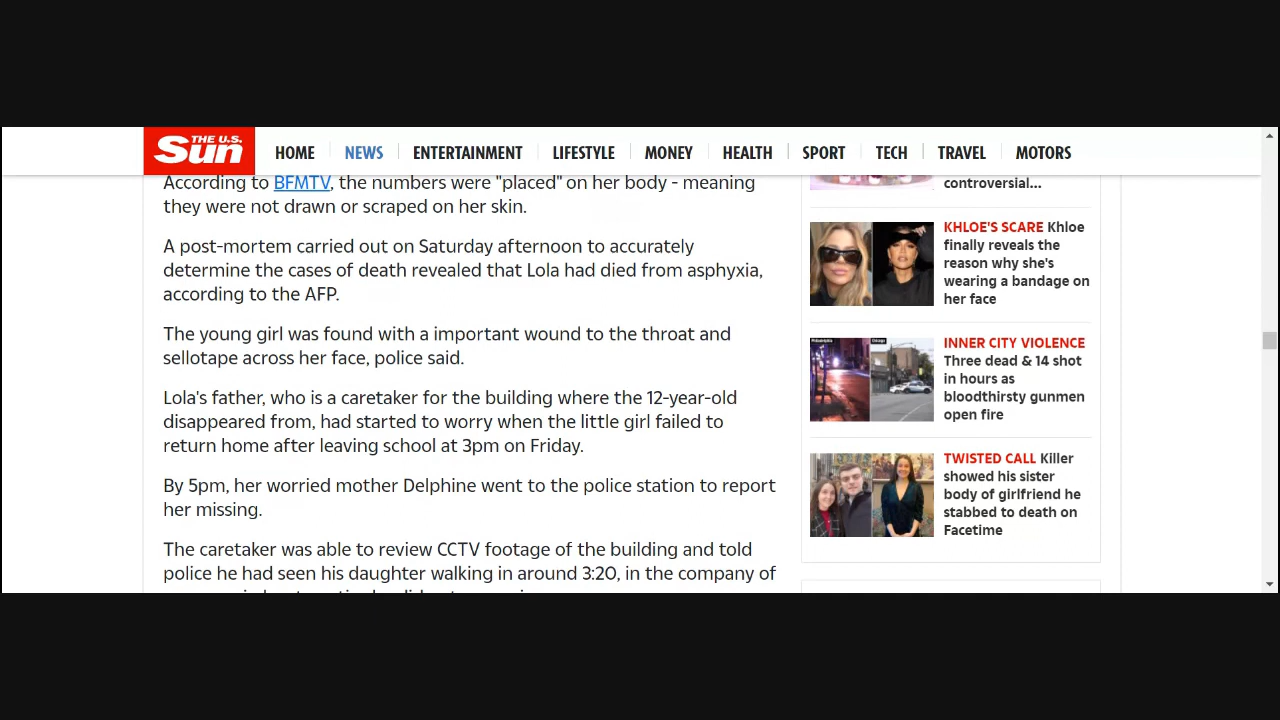 THE U.S.
Sun
HOME
NEWS
ENTERTAINMENT
LIFESTYLE
MONEY
HEALTH
SPORT
TECH
TRAVEL
MOTORS
According to BFMTV, the numbers were "placed" on her body - meaning
they were not drawn or scraped on her skin.
A post-mortem carried out on Saturday afternoon to accurately
determine the cases of death revealed that Lola had died from asphyxia,
according to the AFP.
The young girl was found with a important wound to the throat and
sellotape across her face, police said.
Lola's father, who is a caretaker for the building where the 12-year-old
disappeared from, had started to worry when the little girl failed to
return home after leaving school at 3pm on Friday.
By 5pm, her worried mother Delphine went to the police station to report
her missing.
The caretaker was able to review CCTV footage of the building and told
police he had seen his daughter walking in around 3:20, in the company of
controversial...
KHLOE'S SCARE Khloe
finally reveals the
reason why she's
wearing a bandage on
her face
Philadelphia
Chicago
INNER CITY VIOLENCE
Three dead & 14 shot
in hours as
bloodthirsty gunmen
open fire
TWISTED CALL Killer
showed his sister
body of girlfriend he
stabbed to death on
Facetime